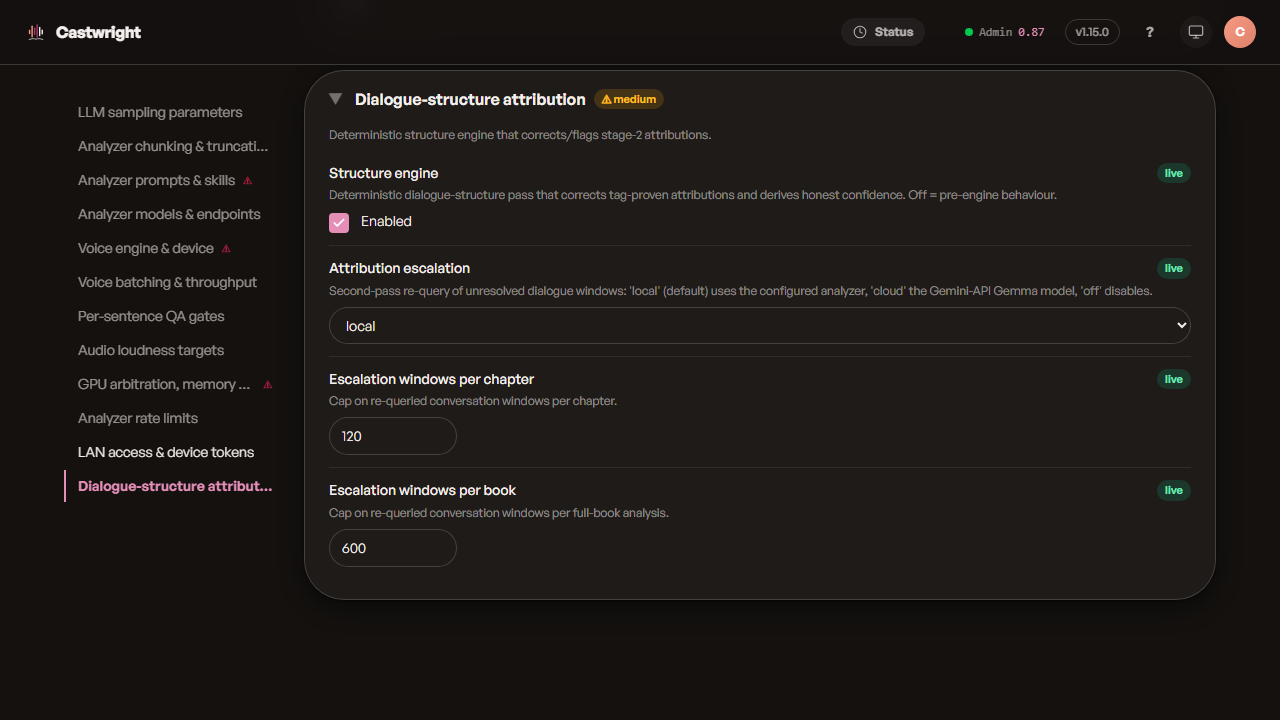 Castwright
Status
Admin 0.87
v1.15.0
?
C
LLM sampling parameters
Analyzer chunking & truncati...
Analyzer prompts & skills
Analyzer models & endpoints
Voice engine & device
Voice batching & throughput
Per-sentence QA gates
Audio loudness targets
GPU arbitration, memory ...
Analyzer rate limits
LAN access & device tokens
Dialogue-structure attribut...
Dialogue-structure attribution
medium
Deterministic structure engine that corrects/flags stage-2 attributions.
Structure engine
live
Deterministic dialogue-structure pass that corrects tag-proven attributions and derives honest confidence. Off = pre-engine behaviour.
Enabled
Attribution escalation
live
Second-pass re-query of unresolved dialogue windows: 'local' (default) uses the configured analyzer, 'cloud' the Gemini-API Gemma model, 'off' disables.
local
Escalation windows per chapter
live
Cap on re-queried conversation windows per chapter.
120
Escalation windows per book
live
Cap on re-queried conversation windows per full-book analysis.
600